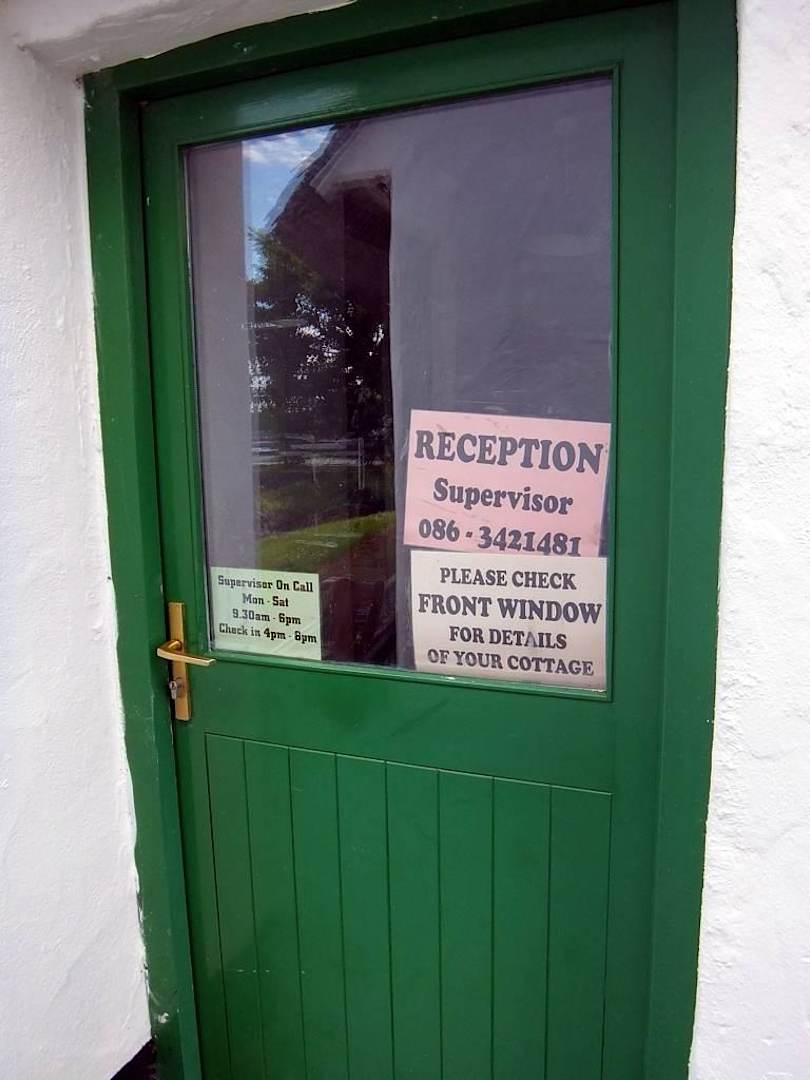 RECEPTION
Supervisor
086 - 3421481
PLEASE CHECK
FRONT WINDOW
FOR DETAILS
OF YOUR COTTAGE
Supervisor On Call
Mon - Sat
9.30am - 6pm
Check in 4pm - 6pm